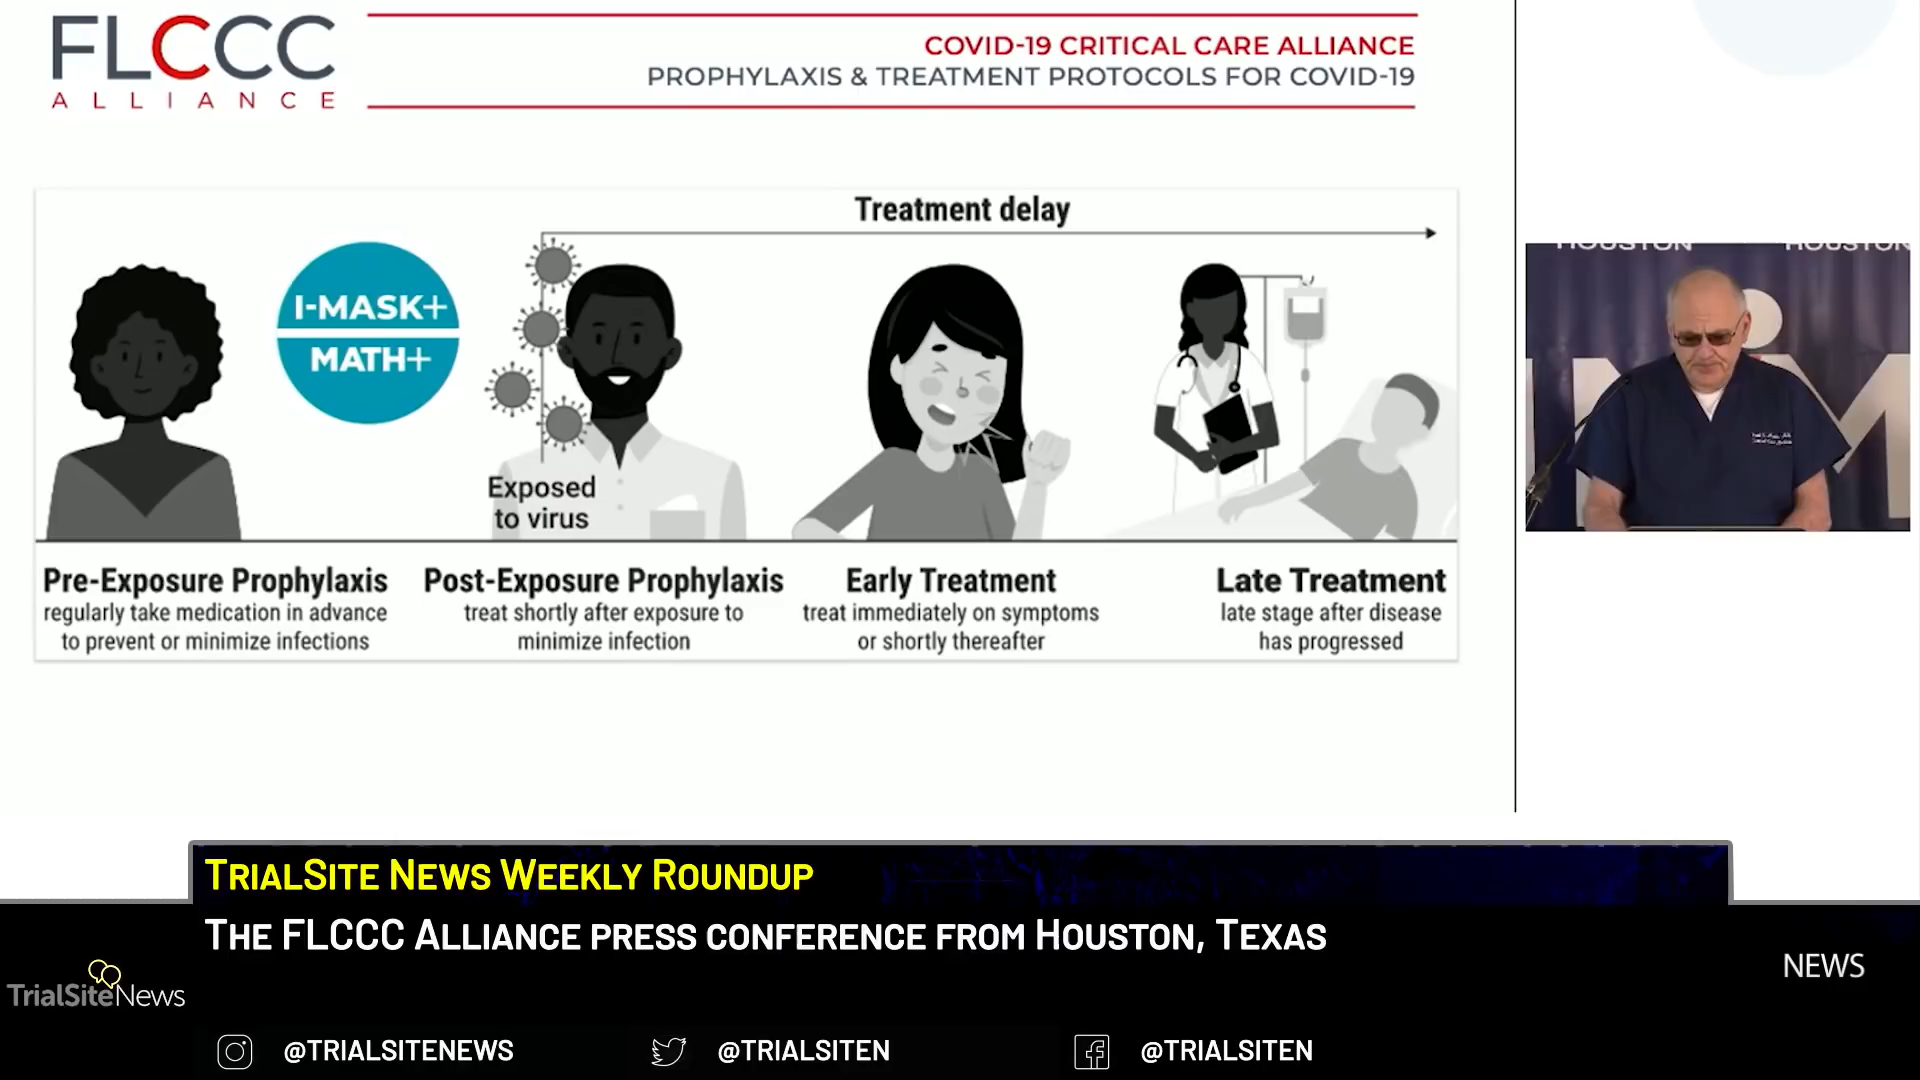 FLCCC
ALLIANCE
COVID-19 CRITICAL CARE ALLIANCE
PROPHYLAXIS & TREATMENT PROTOCOLS FOR COVID-19
Treatment delay
I-MASK+
MATH+
Exposed
to virus
Pre-Exposure Prophylaxis
regularly take medication in advance
to prevent or minimize infections
Post-Exposure Prophylaxis
treat shortly after exposure to
minimize infection
Early Treatment
treat immediately on symptoms
or shortly thereafter
Late Treatment
late stage after disease
has progressed
HOUSTON HOUSTON
TrialSite News Weekly Roundup
The FLCCC Alliance press conference from Houston, Texas
NEWS
TrialSiteNews
@TRIALSITENEWS
@TRIALSITEN
@TRIALSITEN